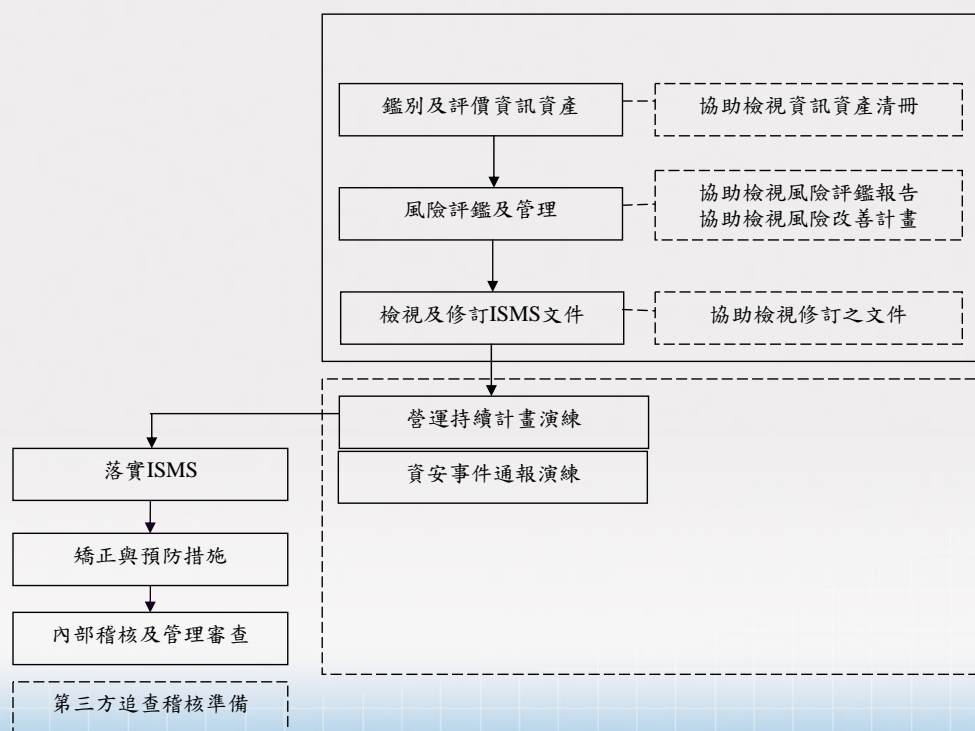 鑑別及評價資訊資產
協助檢視資訊資產清冊
風險評鑑及管理
協助檢視風險評鑑報告
協助檢視風險改善計畫
檢視及修訂ISMS文件
協助檢視修訂之文件
營運持續計畫演練
資安事件通報演練
落實ISMS
矯正與預防措施
內部稽核及管理審查
第三方追查稽核準備